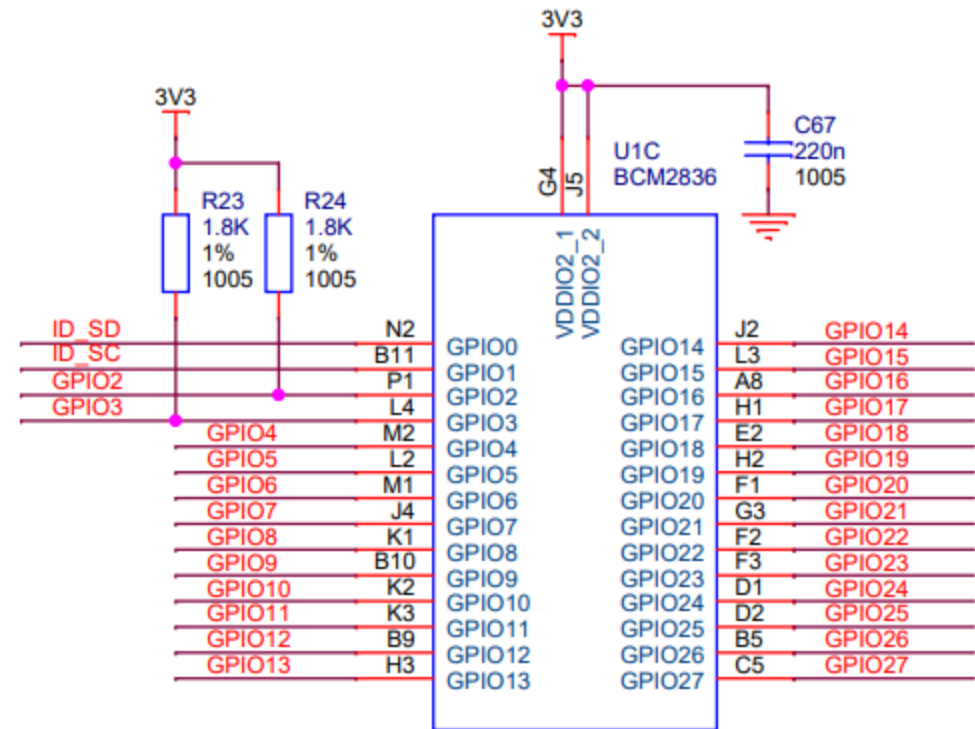 3V3
3V3
C67
220n
1005
U1C
BCM2836
G4
J5
R23
1.8K
1%
1005
R24
1.8K
1%
1005
VDDIO2_1
VDDIO2_2
ID_SD N2 GPIO0
ID_SC B11 GPIO1
GPIO2 P1 GPIO2
GPIO3 L4 GPIO3
GPIO4 M2 GPIO4
GPIO5 L2 GPIO5
GPIO6 M1 GPIO6
GPIO7 J4 GPIO7
GPIO8 K1 GPIO8
GPIO9 B10 GPIO9
GPIO10 K2 GPIO10
GPIO11 K3 GPIO11
GPIO12 B9 GPIO12
GPIO13 H3 GPIO13
GPIO14 J2 GPIO14
GPIO15 L3 GPIO15
GPIO16 A8 GPIO16
GPIO17 H1 GPIO17
GPIO18 E2 GPIO18
GPIO19 H2 GPIO19
GPIO20 F1 GPIO20
GPIO21 G3 GPIO21
GPIO22 F2 GPIO22
GPIO23 F3 GPIO23
GPIO24 D1 GPIO24
GPIO25 D2 GPIO25
GPIO26 B5 GPIO26
GPIO27 C5 GPIO27